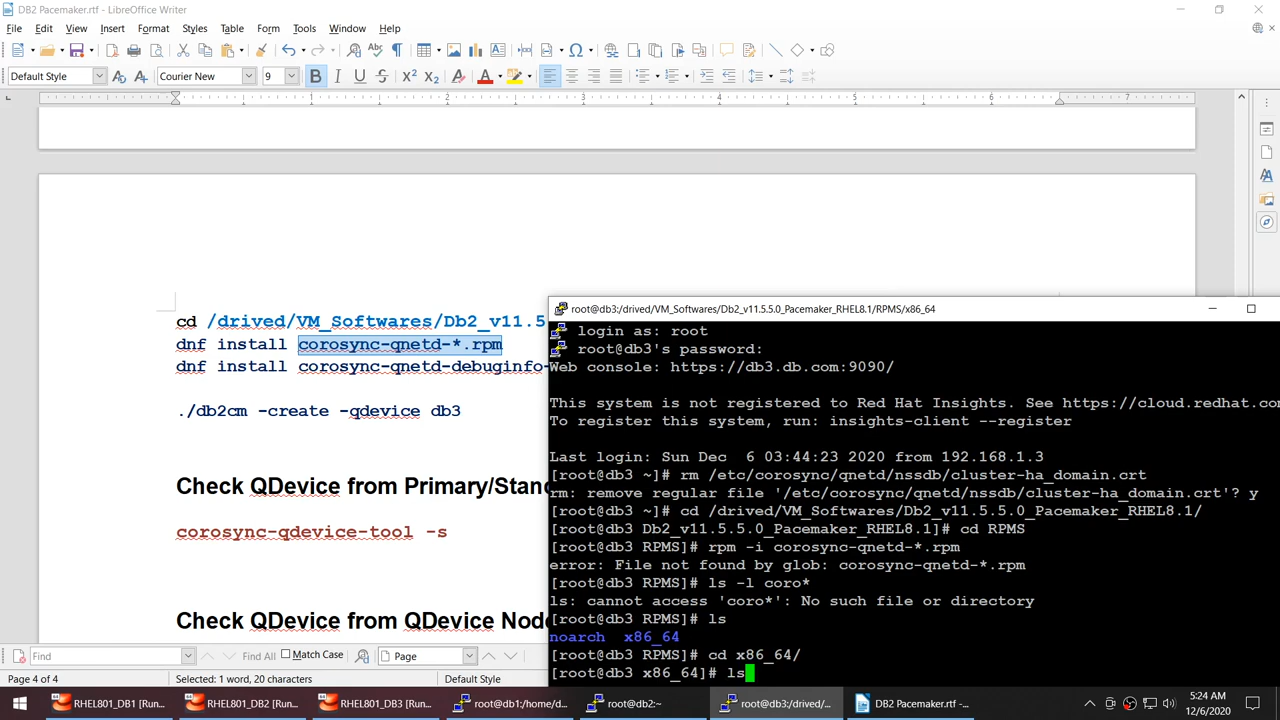 DB2 Pacemaker.rtf - LibreOffice Writer
File Edit View Insert Format Styles Table Form Tools Window Help
Default Style
Courier New
1 2 3 4 5 6 7
cd /drived/VM_Softwares/Db2_v11.5
dnf install corosync-qnetd-*.rpm
dnf install corosync-qnetd-debuginfo-
./db2cm -create -qdevice db3
Check QDevice from Primary/Stan
corosync-qdevice-tool -s
Check QDevice from QDevice Node
root@db3:/drived/VM_Softwares/Db2_v11.5.5.0_Pacemaker_RHEL8.1/RPMS/x86_64
login as: root
root@db3's password:
Web console: https://db3.db.com:9090/
This system is not registered to Red Hat Insights. See https://cloud.redhat.co
To register this system, run: insights-client --register
Last login: Sun Dec  6 03:44:23 2020 from 192.168.1.3
[root@db3 ~]# rm /etc/corosync/qnetd/nssdb/cluster-ha_domain.crt
rm: remove regular file '/etc/corosync/qnetd/nssdb/cluster-ha_domain.crt'? y
[root@db3 ~]# cd /drived/VM_Softwares/Db2_v11.5.5.0_Pacemaker_RHEL8.1/
[root@db3 Db2_v11.5.5.0_Pacemaker_RHEL8.1]# cd RPMS
[root@db3 RPMS]# rpm -i corosync-qnetd-*.rpm
error: File not found by glob: corosync-qnetd-*.rpm
[root@db3 RPMS]# ls -l coro*
ls: cannot access 'coro*': No such file or directory
[root@db3 RPMS]# ls
noarch  x86_64
[root@db3 RPMS]# cd x86_64/
[root@db3 x86_64]# ls
Find
Find All
Match Case
Page
Page 4 of 4
Selected: 1 word, 20 characters
Default Style
RHEL801_DB1 [Run...
RHEL801_DB2 [Run...
RHEL801_DB3 [Run...
root@db1:/home/d...
root@db2:~
root@db3:/drived/...
DB2 Pacemaker.rtf -...
5:24 AM
12/6/2020